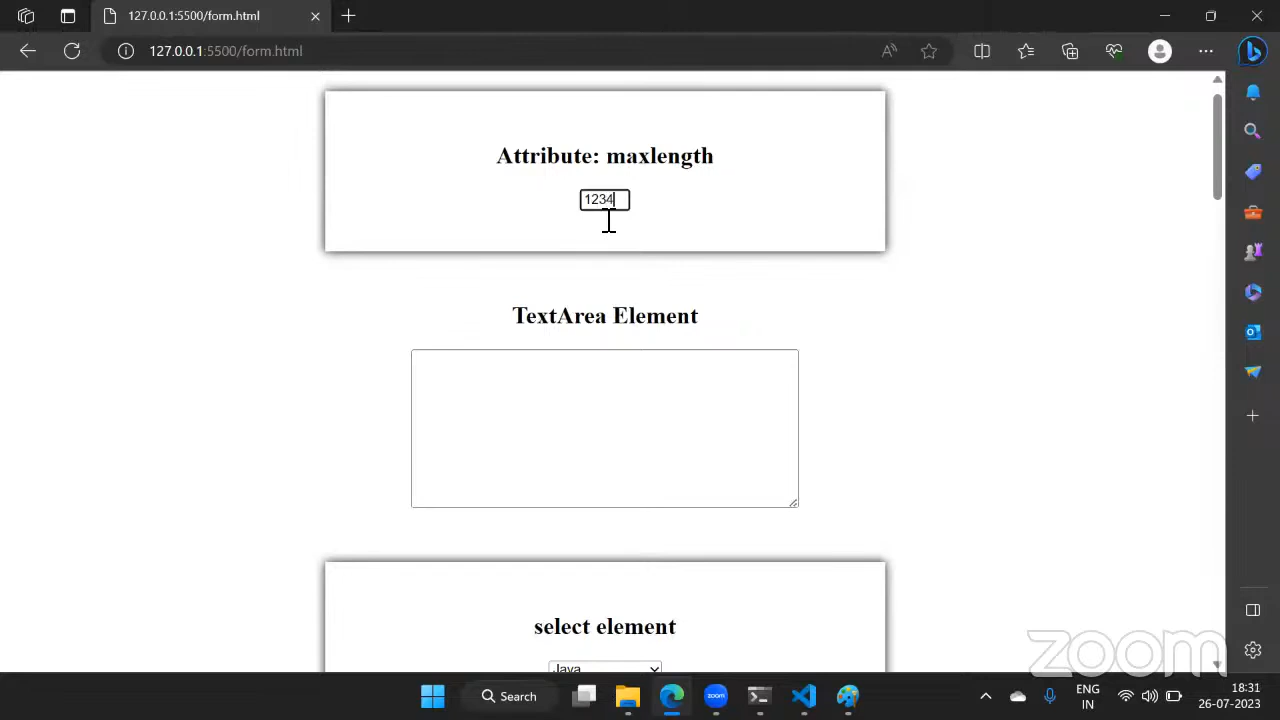 127.0.0.1:5500/form.html
127.0.0.1:5500/form.html
Attribute: maxlength
1234
TextArea Element
select element
Java
zoom
Search
zoom
ENG
IN
18:31
26-07-2023